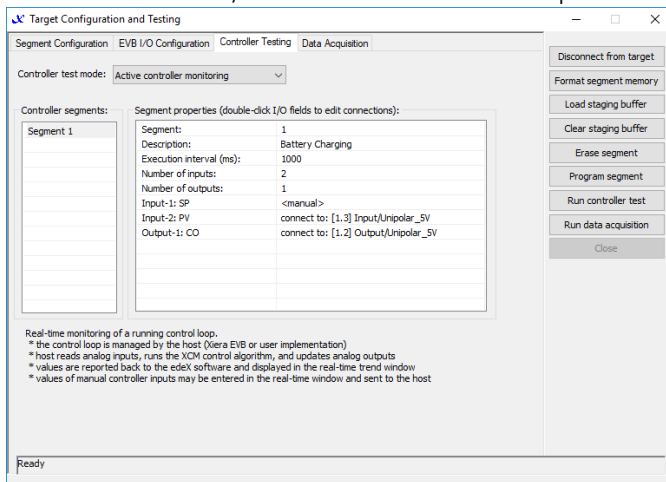 Target Configuration and Testing
Segment Configuration EVB I/O Configuration Controller Testing Data Acquisition
Controller test mode: Active controller monitoring
Controller segments:
Segment 1
Segment properties (double-click I/O fields to edit connections):
Segment: 1
Description: Battery Charging
Execution interval (ms): 1000
Number of inputs: 2
Number of outputs: 1
Input-1: SP <manual>
Input-2: PV connect to: [1.3] Input/Unipolar_5V
Output-1: CO connect to: [1.2] Output/Unipolar_5V
Real-time monitoring of a running control loop.
* the control loop is managed by the host (Xiera EVB or user implementation)
* host reads analog inputs, runs the XCM control algorithm, and updates analog outputs
* values are reported back to the edeX software and displayed in the real-time trend window
* values of manual controller inputs may be entered in the real-time window and sent to the host
Disconnect from target
Format segment memory
Load staging buffer
Clear staging buffer
Erase segment
Program segment
Run controller test
Run data acquisition
Close
Ready